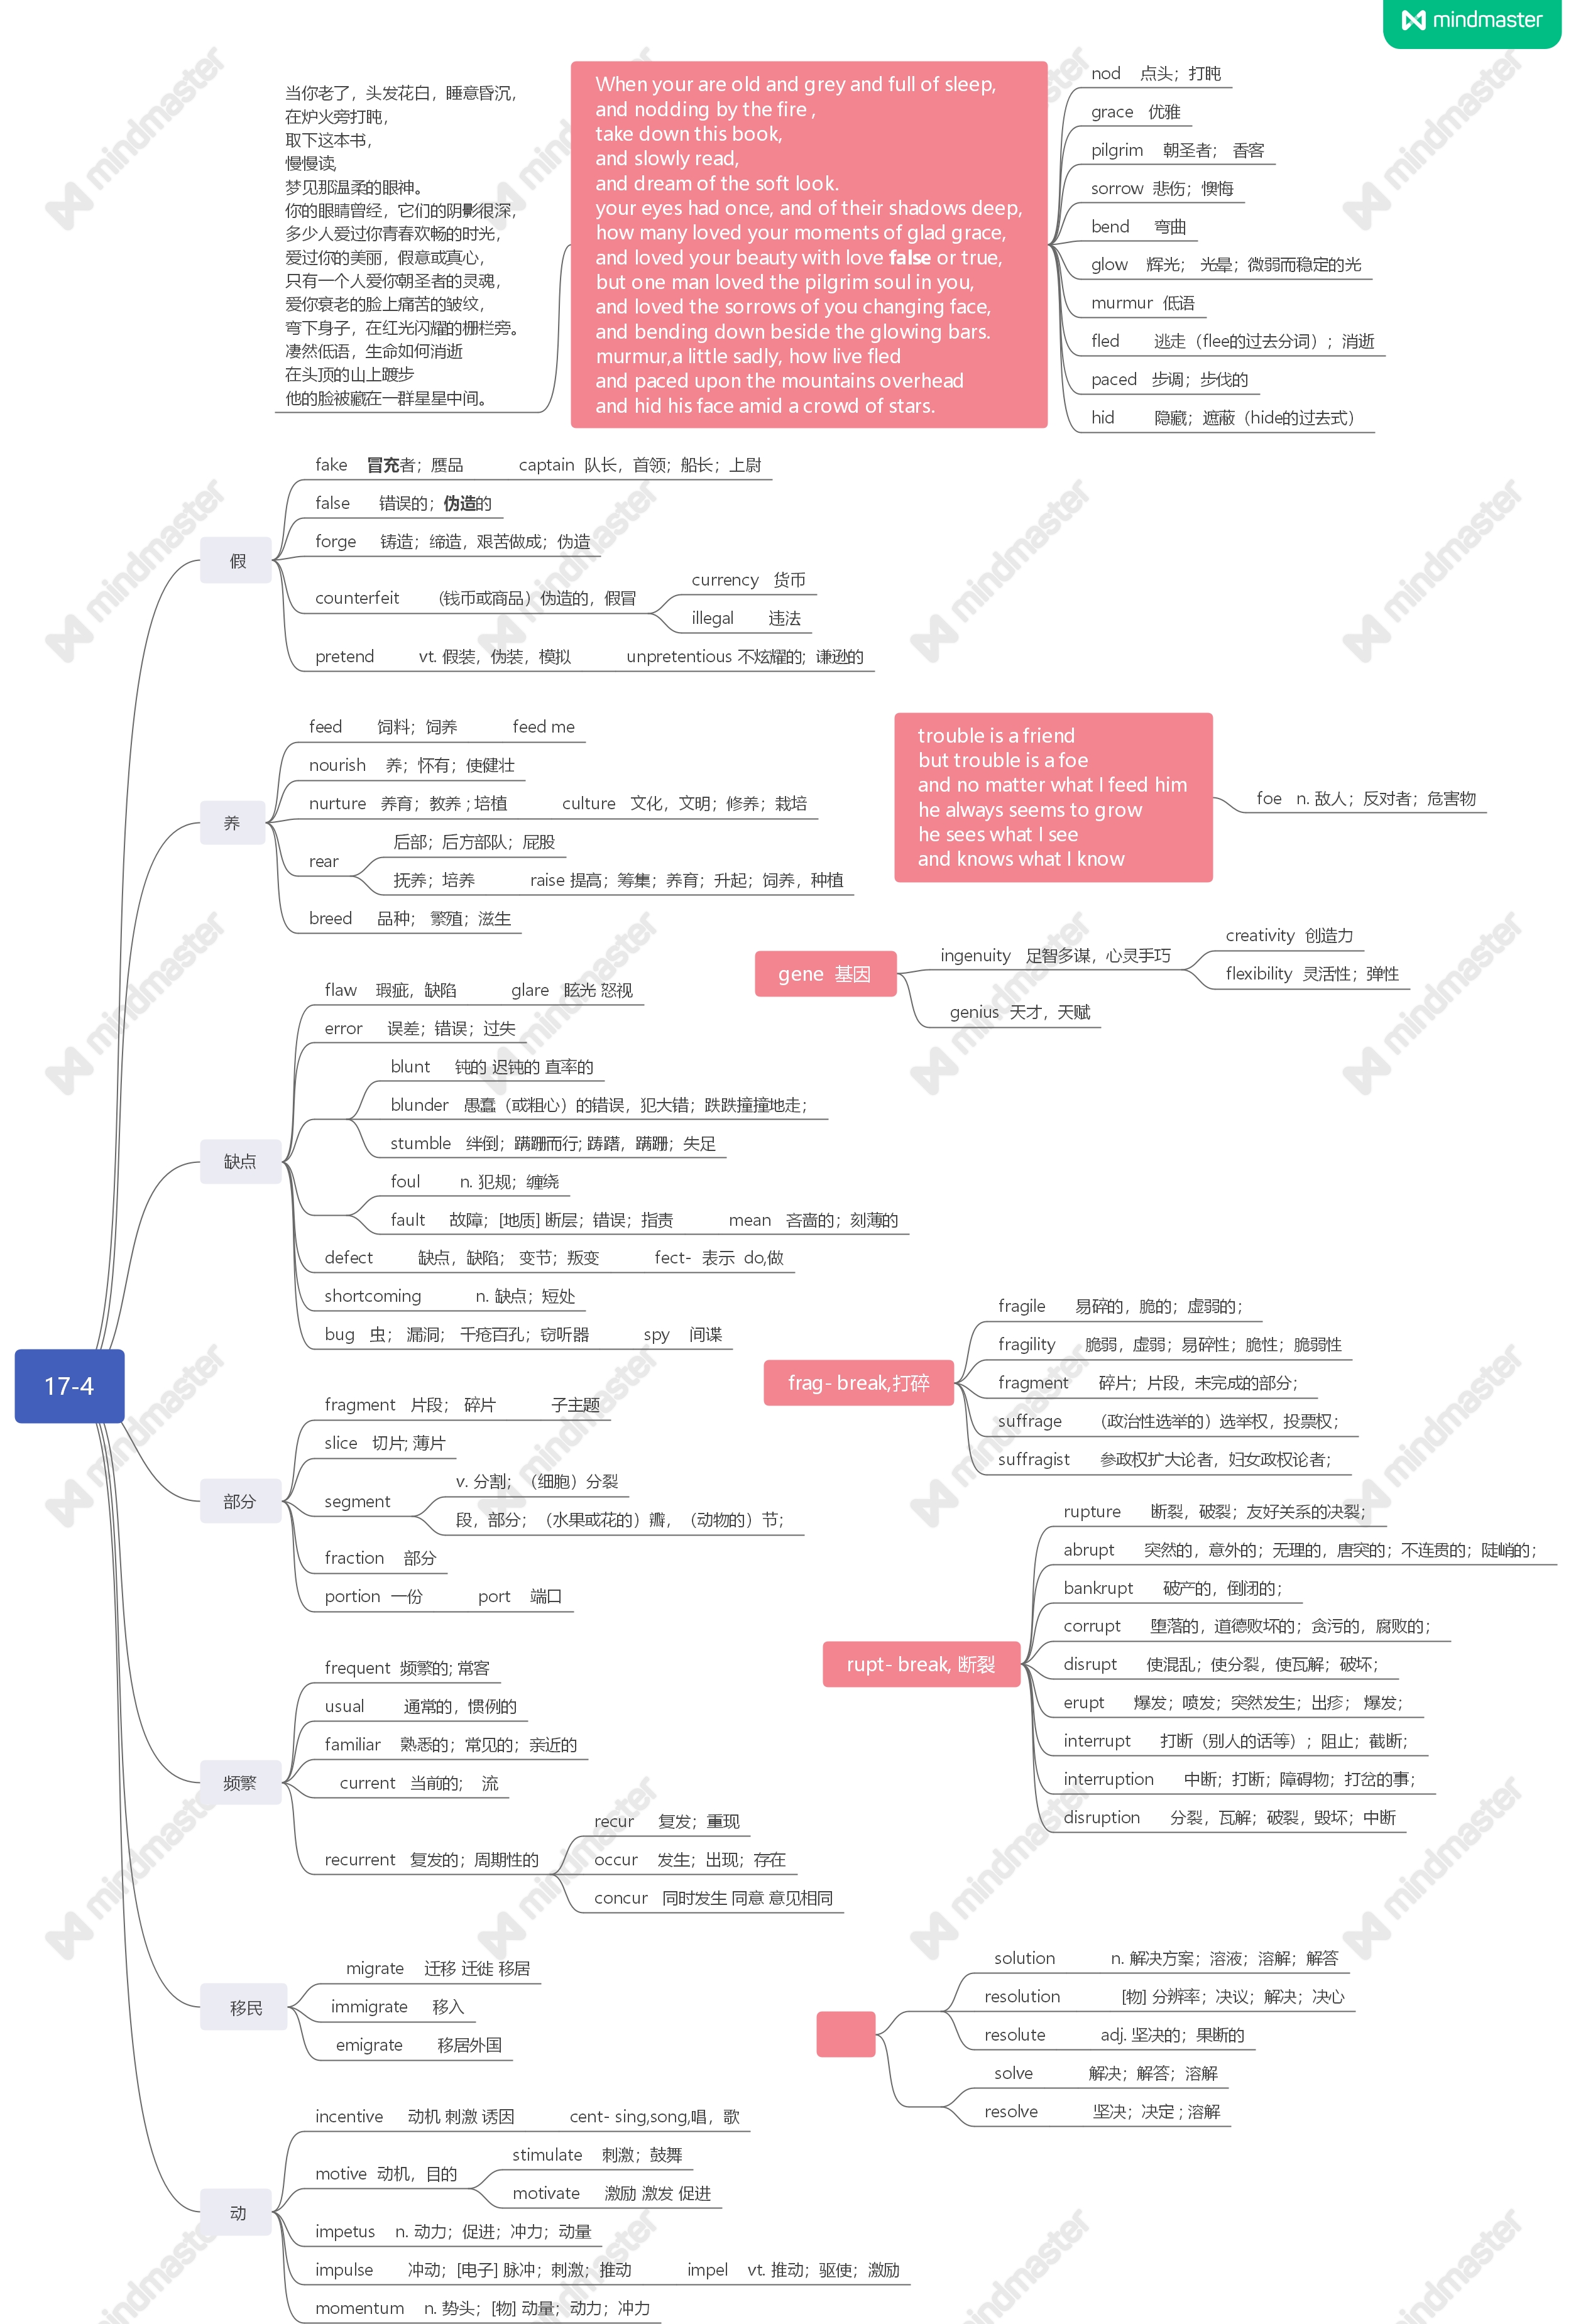 mindmaster
当你老了，头发花白，睡意昏沉，
在炉火旁打盹，
取下这本书，
慢慢读，
梦见那温柔的眼神。
你的眼睛曾经，它们的阴影很深，
多少人爱过你青春欢畅的时光，
爱过你的美丽，假意或真心，
只有一个人爱你朝圣者的灵魂，
爱你衰老的脸上痛苦的皱纹，
弯下身子，在红光闪耀的栅栏旁。
凄然低语，生命如何消逝
在头顶的山上踱步
他的脸被藏在一群星星中间。
When your are old and grey and full of sleep,
and nodding by the fire ,
take down this book,
and slowly read,
and dream of the soft look.
your eyes had once, and of their shadows deep,
how many loved your moments of glad grace,
and loved your beauty with love false or true,
but one man loved the pilgrim soul in you,
and loved the sorrows of you changing face,
and bending down beside the glowing bars.
murmur,a little sadly, how live fled
and paced upon the mountains overhead
and hid his face amid a crowd of stars.
nod 点头；打盹
grace 优雅
pilgrim 朝圣者； 香客
sorrow 悲伤；懊悔
bend 弯曲
glow 辉光； 光晕；微弱而稳定的光
murmur 低语
fled 逃走（flee的过去分词）；消逝
paced 步调；步伐的
hid 隐藏；遮蔽（hide的过去式）
17-4
假
fake 冒充者；赝品 captain 队长，首领；船长；上尉
false 错误的；伪造的
forge 铸造；缔造，艰苦做成；伪造
counterfeit （钱币或商品）伪造的，假冒
currency 货币
illegal 违法
pretend vt. 假装，伪装，模拟 unpretentious 不炫耀的; 谦逊的
养
feed 饲料；饲养 feed me
nourish 养；怀有；使健壮
nurture 养育；教养 ; 培植 culture 文化，文明；修养；栽培
rear
后部；后方部队；屁股
抚养；培养 raise 提高；筹集；养育；升起；饲养，种植
breed 品种； 繁殖；滋生
trouble is a friend
but trouble is a foe
and no matter what I feed him
he always seems to grow
he sees what I see
and knows what I know
foe n. 敌人；反对者；危害物
gene 基因
ingenuity 足智多谋，心灵手巧
creativity 创造力
flexibility 灵活性；弹性
genius 天才，天赋
缺点
flaw 瑕疵，缺陷 glare 眩光 怒视
error 误差；错误；过失
blunt 钝的 迟钝的 直率的
blunder 愚蠢（或粗心）的错误，犯大错；跌跌撞撞地走；
stumble 绊倒；蹒跚而行; 踌躇，蹒跚；失足
foul n. 犯规；缠绕
fault 故障；[地质] 断层；错误；指责 mean 吝啬的；刻薄的
defect 缺点，缺陷； 变节；叛变 fect- 表示 do,做
shortcoming n. 缺点；短处
bug 虫； 漏洞； 千疮百孔；窃听器 spy 间谍
frag- break,打碎
fragile 易碎的，脆的；虚弱的；
fragility 脆弱，虚弱；易碎性；脆性；脆弱性
fragment 碎片；片段，未完成的部分；
suffrage （政治性选举的）选举权，投票权；
suffragist 参政权扩大论者，妇女政权论者；
部分
fragment 片段； 碎片 子主题
slice 切片; 薄片
segment
v. 分割；（细胞）分裂
段，部分；（水果或花的）瓣，（动物的）节；
fraction 部分
portion 一份 port 端口
rupt- break, 断裂
rupture 断裂，破裂；友好关系的决裂；
abrupt 突然的，意外的；无理的，唐突的；不连贯的；陡峭的；
bankrupt 破产的，倒闭的；
corrupt 堕落的，道德败坏的；贪污的，腐败的；
disrupt 使混乱；使分裂，使瓦解；破坏；
erupt 爆发；喷发；突然发生；出疹； 爆发；
interrupt 打断（别人的话等）；阻止；截断；
interruption 中断；打断；障碍物；打岔的事；
disruption 分裂，瓦解；破裂，毁坏；中断
频繁
frequent 频繁的; 常客
usual 通常的，惯例的
familiar 熟悉的；常见的；亲近的
current 当前的； 流
recurrent 复发的；周期性的
recur 复发；重现
occur 发生；出现；存在
concur 同时发生 同意 意见相同
移民
migrate 迁移 迁徙 移居
immigrate 移入
emigrate 移居外国
solution n. 解决方案；溶液；溶解；解答
resolution [物] 分辨率；决议；解决；决心
resolute adj. 坚决的；果断的
solve 解决；解答；溶解
resolve 坚决；决定 ; 溶解
动
incentive 动机 刺激 诱因 cent- sing,song,唱，歌
motive 动机，目的
stimulate 刺激；鼓舞
motivate 激励 激发 促进
impetus n. 动力；促进；冲力；动量
impulse 冲动；[电子] 脉冲；刺激；推动 impel vt. 推动；驱使；激励
momentum n. 势头；[物] 动量；动力；冲力